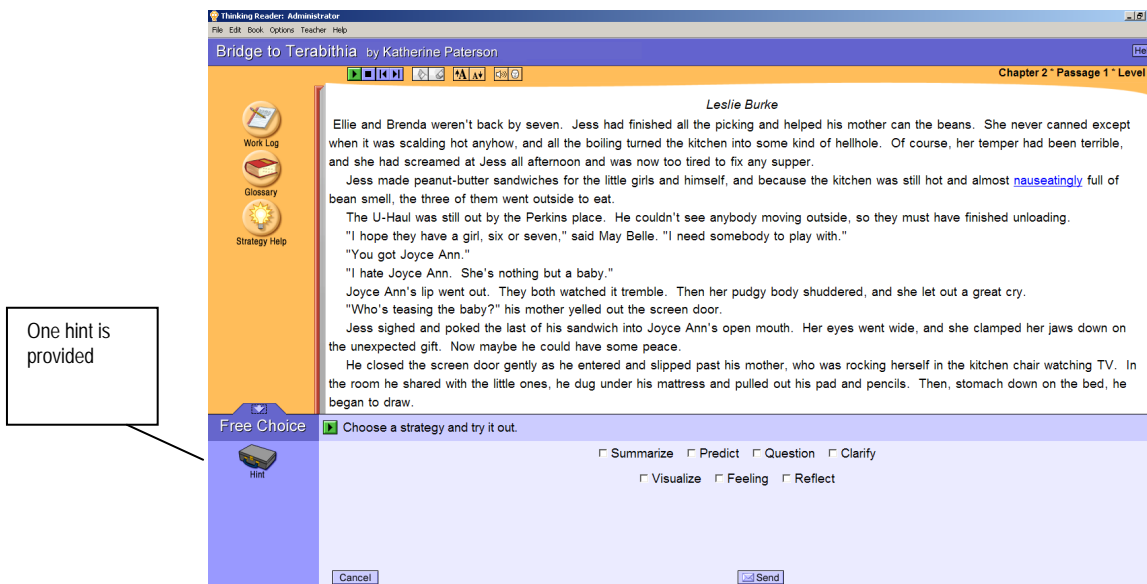 Thinking Reader: Administrator
File Edit Book Options Teacher Help
Bridge to Terabithia by Katherine Paterson
He
Chapter 2 * Passage 1 * Level
Work Log
Glossary
Strategy Help
Leslie Burke
Ellie and Brenda weren't back by seven. Jess had finished all the picking and helped his mother can the beans. She never canned except
when it was scalding hot anyhow, and all the boiling turned the kitchen into some kind of hellhole. Of course, her temper had been terrible,
and she had screamed at Jess all afternoon and was now too tired to fix any supper.
Jess made peanut-butter sandwiches for the little girls and himself, and because the kitchen was still hot and almost nauseatingly full of
bean smell, the three of them went outside to eat.
The U-Haul was still out by the Perkins place. He couldn't see anybody moving outside, so they must have finished unloading.
"I hope they have a girl, six or seven," said May Belle. "I need somebody to play with."
"You got Joyce Ann."
"I hate Joyce Ann. She's nothing but a baby."
Joyce Ann's lip went out. They both watched it tremble. Then her pudgy body shuddered, and she let out a great cry.
"Who's teasing the baby?" his mother yelled out the screen door.
Jess sighed and poked the last of his sandwich into Joyce Ann's open mouth. Her eyes went wide, and she clamped her jaws down on
the unexpected gift. Now maybe he could have some peace.
He closed the screen door gently as he entered and slipped past his mother, who was rocking herself in the kitchen chair watching TV. In
the room he shared with the little ones, he dug under his mattress and pulled out his pad and pencils. Then, stomach down on the bed, he
began to draw.
One hint is
provided
Free Choice
Choose a strategy and try it out.
Hint
Summarize Predict Question Clarify
Visualize Feeling Reflect
Cancel
Send